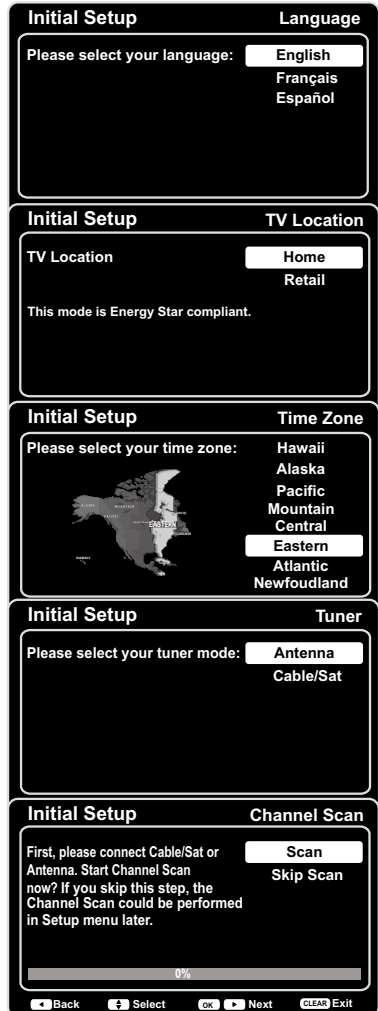 Initial Setup Language
Please select your language: English
Français
Español
Initial Setup TV Location
TV Location Home
Retail
This mode is Energy Star compliant.
Initial Setup Time Zone
Please select your time zone: Hawaii
Alaska
Pacific
Mountain
Central
Eastern
Atlantic
Newfoudland
EASTERN
HAWAII
Initial Setup Tuner
Please select your tuner mode: Antenna
Cable/Sat
Initial Setup Channel Scan
First, please connect Cable/Sat or
Antenna. Start Channel Scan
now? If you skip this step, the
Channel Scan could be performed
in Setup menu later.
Scan
Skip Scan
0%
Back Select OK Next CLEAR Exit